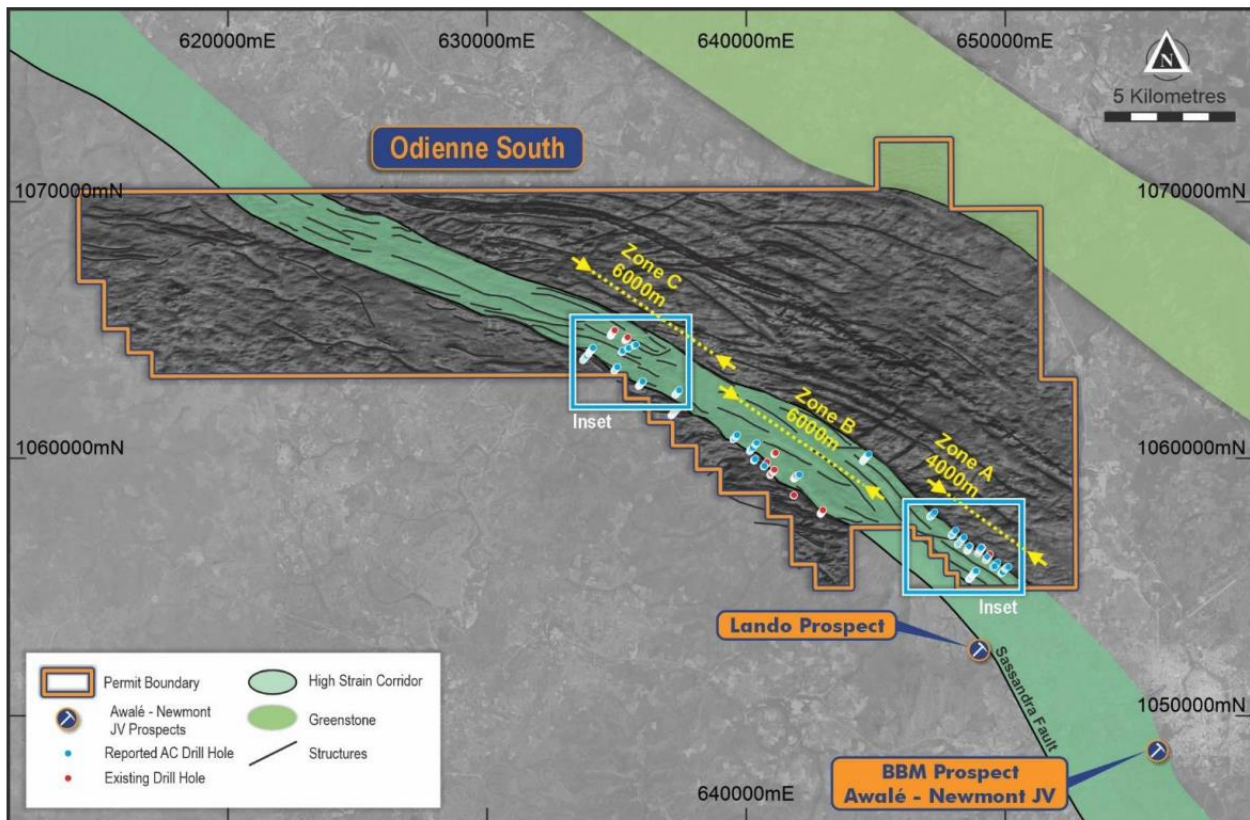 620000mE
630000mE
640000mE
650000mE
N
5 Kilometres
Odienne South
1070000mN
1070000mN
Zone C
6000m
Zone B
6000m
Zone A
4000m
Inset
1060000mN
1060000mN
Inset
Lando Prospect
Sassandra Fault
1050000mN
BBM Prospect
Awalé - Newmont JV
640000mE
Permit Boundary
High Strain Corridor
Awalé - Newmont
JV Prospects
Greenstone
Reported AC Drill Hole
Structures
Existing Drill Hole